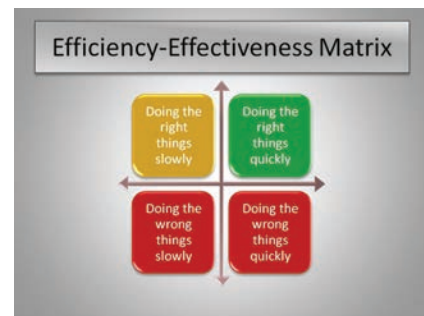 Efficiency-Effectiveness Matrix
Doing the
right
things
slowly
Doing the
right
things
quickly
Doing the
wrong
things
slowly
Doing the
wrong
things
quickly